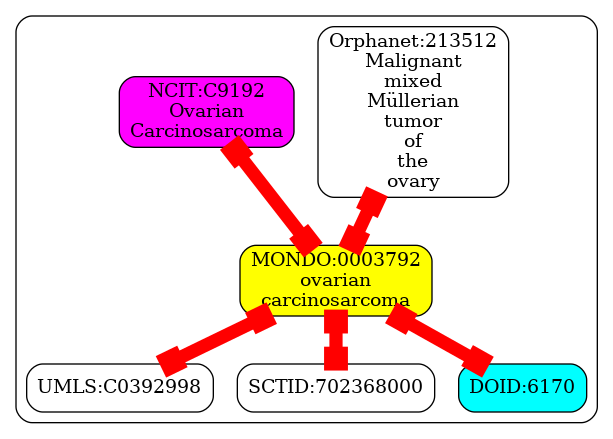 NCIT:C9192
Ovarian
Carcinosarcoma
Orphanet:213512
Malignant
mixed
Müllerian
tumor
of
the
ovary
MONDO:0003792
ovarian
carcinosarcoma
UMLS:C0392998
SCTID:702368000
DOID:6170